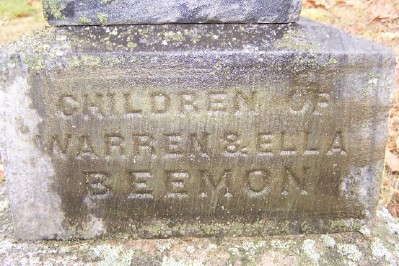 CHILDREN OF
WARREN & ELLA
BEEMON